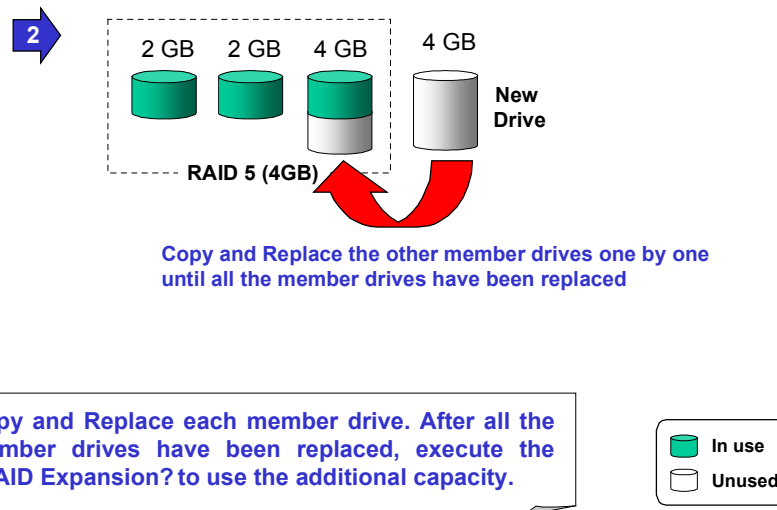 2
2 GB 2 GB 4 GB 4 GB
New
Drive
RAID 5 (4GB)
Copy and Replace the other member drives one by one
until all the member drives have been replaced
py and Replace each member drive. After all the
mber drives have been replaced, execute the
AID Expansion? to use the additional capacity.
In use
Unused